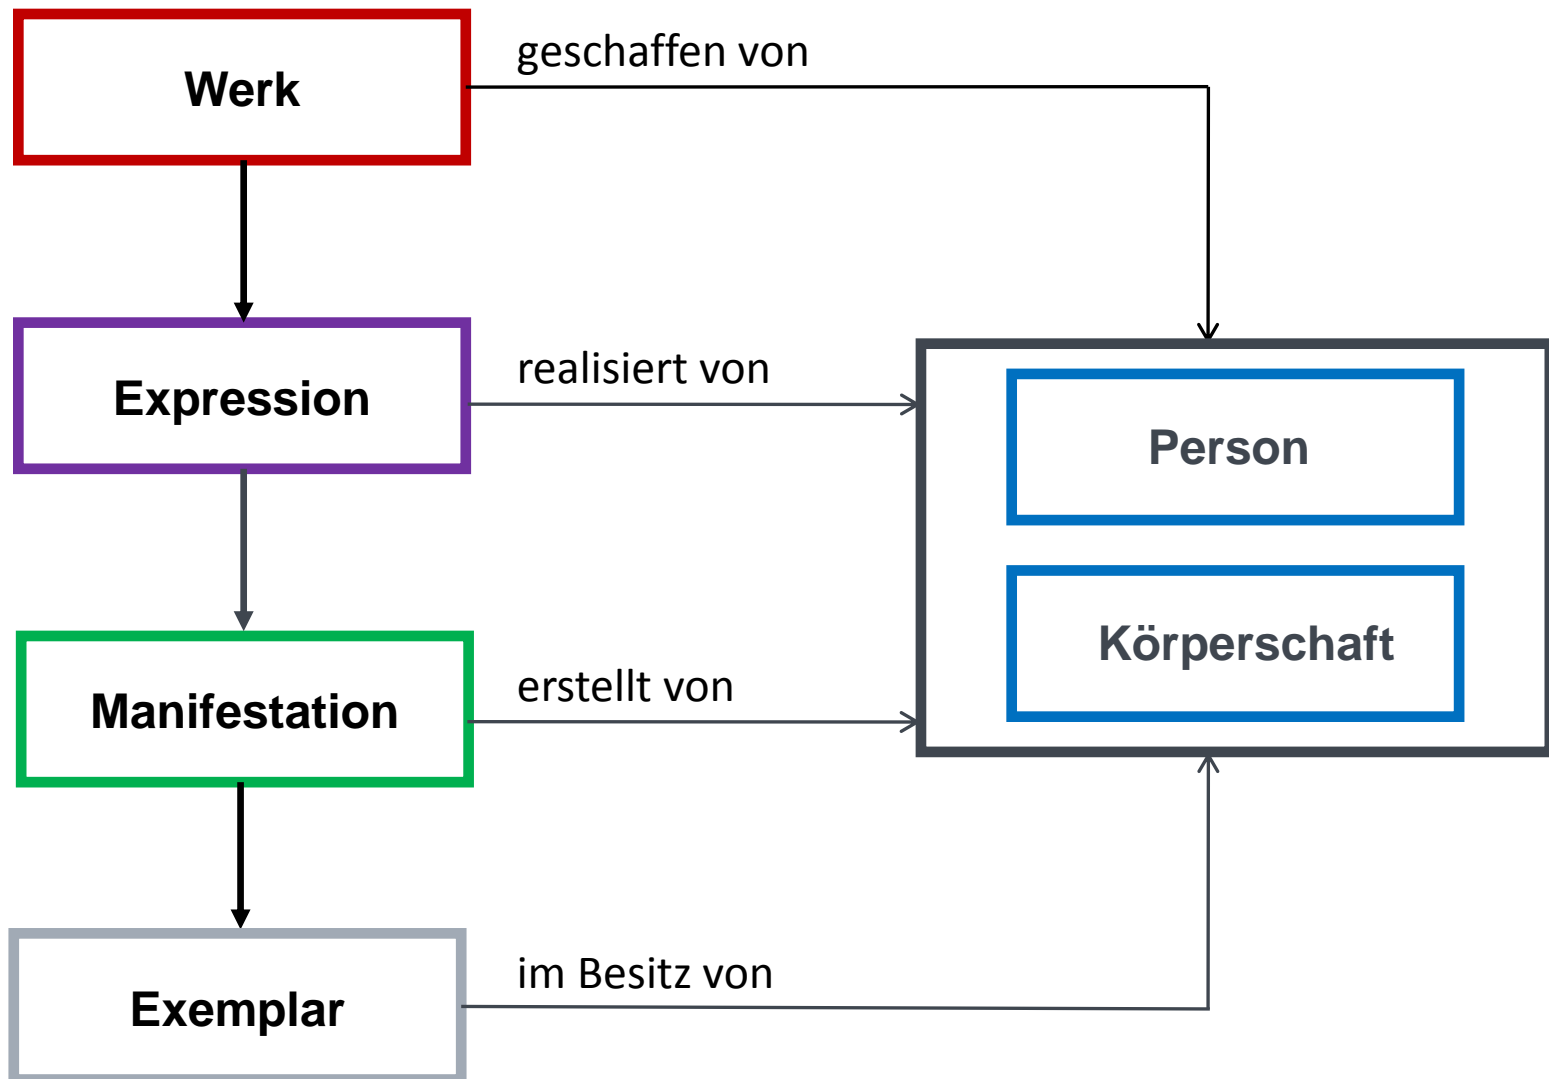 geschaffen von
Werk
realisiert von
Expression
Person
Körperschaft
erstellt von
Manifestation
im Besitz von
Exemplar